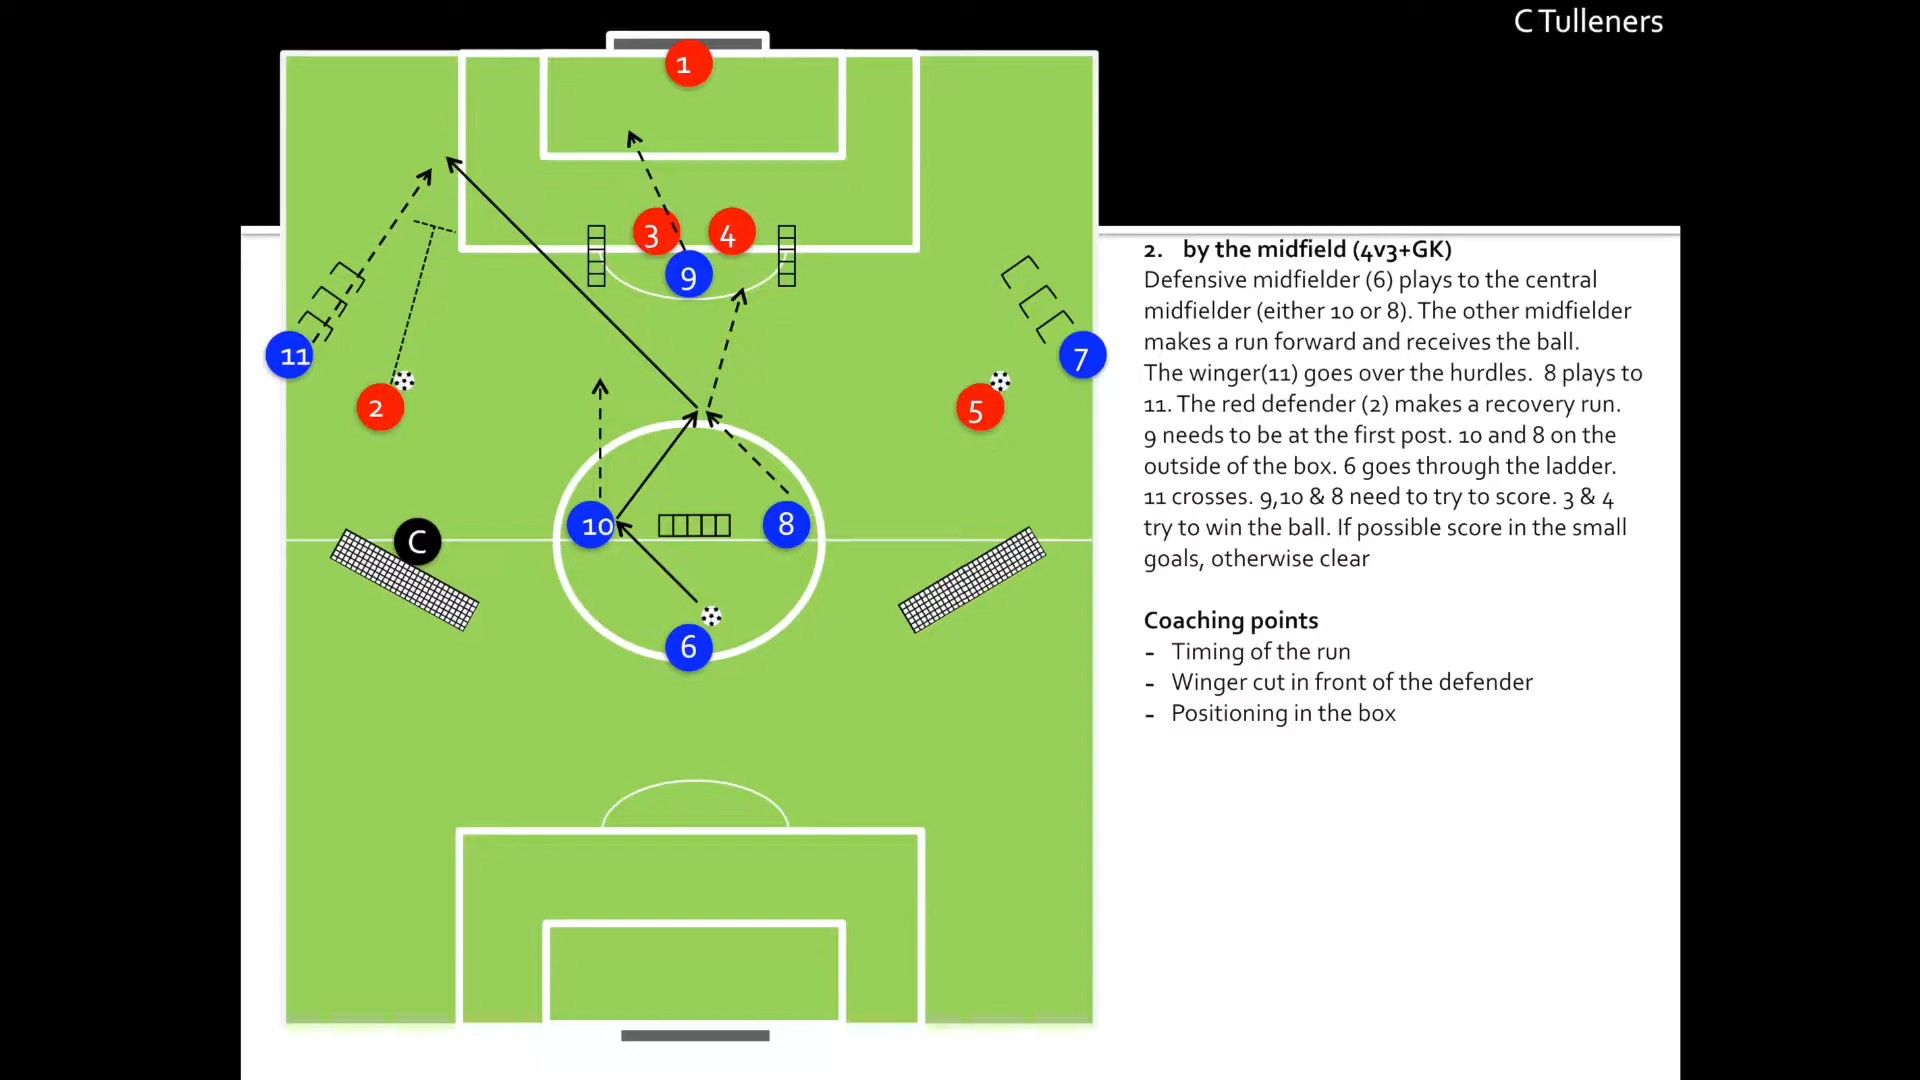 C Tulleners
1
3
4
9
11
7
2
5
10
8
C
6
2. by the midfield (4v3+GK)
Defensive midfielder (6) plays to the central
midfielder (either 10 or 8). The other midfielder
makes a run forward and receives the ball.
The winger(11) goes over the hurdles. 8 plays to
11. The red defender (2) makes a recovery run.
9 needs to be at the first post. 10 and 8 on the
outside of the box. 6 goes through the ladder.
11 crosses. 9,10 & 8 need to try to score. 3 & 4
try to win the ball. If possible score in the small
goals, otherwise clear
Coaching points
- Timing of the run
- Winger cut in front of the defender
- Positioning in the box